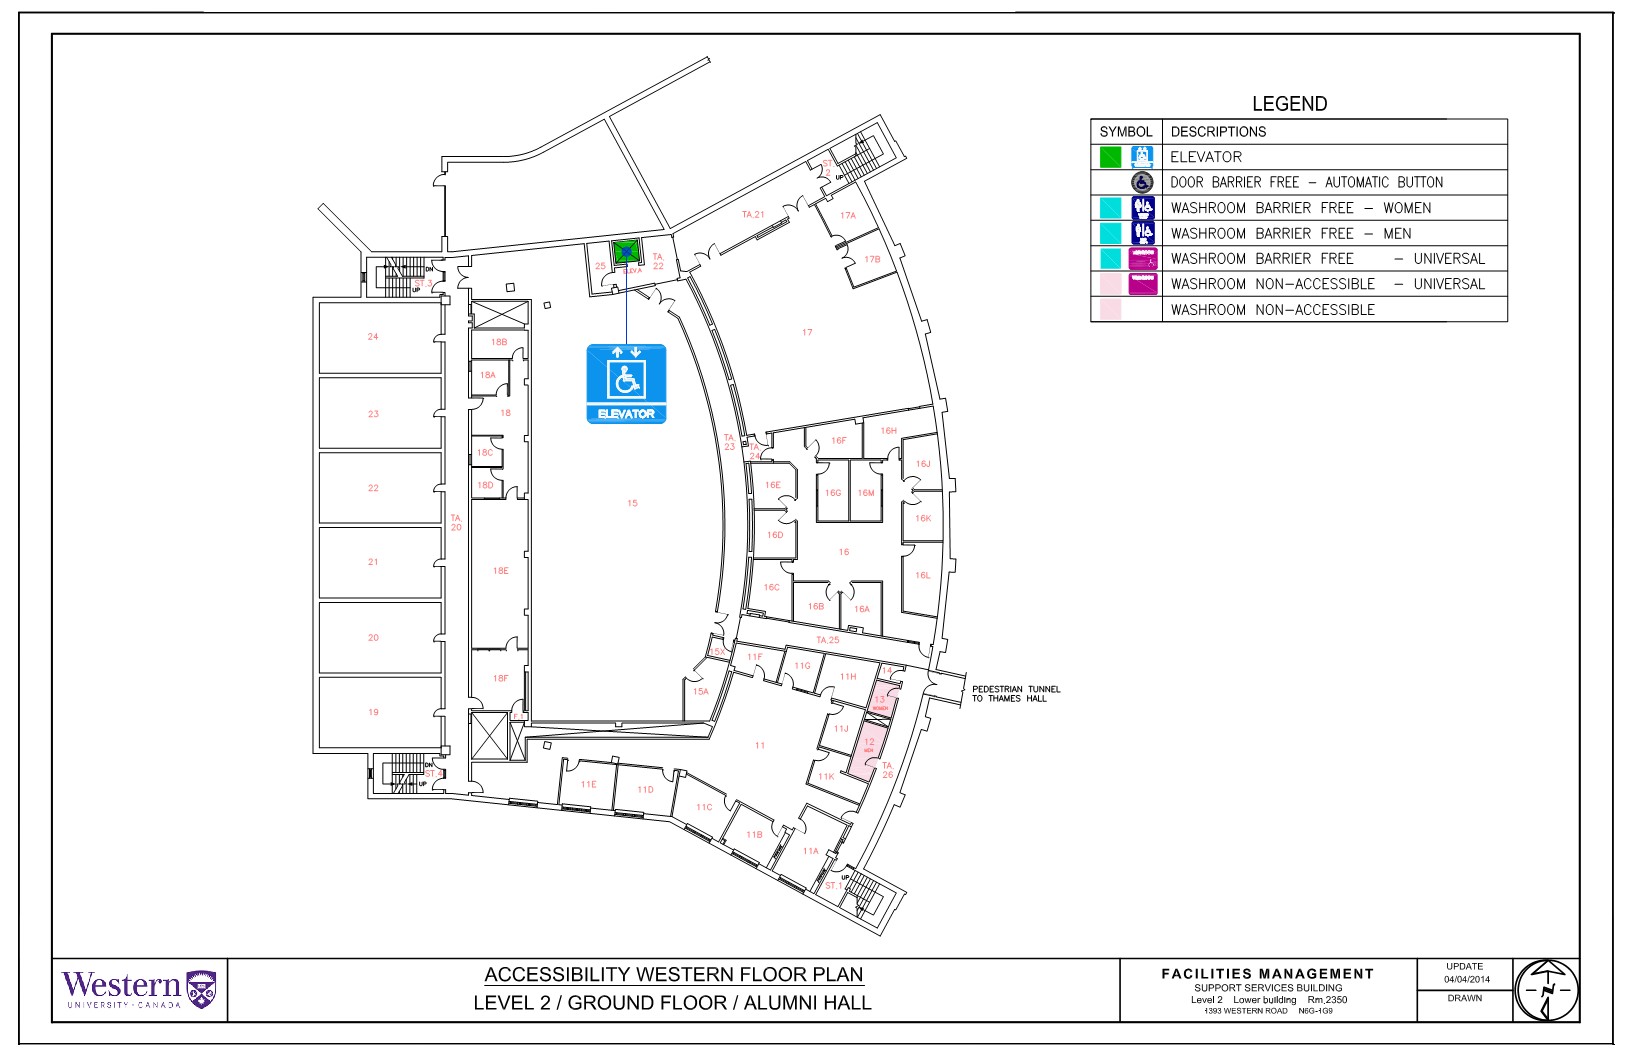 LEGEND
SYMBOL DESCRIPTIONS
ELEVATOR
DOOR BARRIER FREE - AUTOMATIC BUTTON
WASHROOM BARRIER FREE - WOMEN
WASHROOM BARRIER FREE - MEN
WASHROOM BARRIER FREE - UNIVERSAL
WASHROOM NON-ACCESSIBLE - UNIVERSAL
WASHROOM NON-ACCESSIBLE
ST.
2
UP
TA.21
17A
17B
25
ELEV.A
TA.
22
DN
ST.3
UP
24
23
22
21
20
19
TA.
20
18B
18A
18
18C
18D
18E
18F
F.1
ELEVATOR
15
17
TA.
23
TA.
24
16F
16H
16J
16E
16G
16M
16K
16D
16
16L
16C
16B
16A
TA.25
15X
15A
11F
11G
11H
14
13
WOMEN
PEDESTRIAN TUNNEL
TO THAMES HALL
11
11J
12
MEN
11K
TA.
26
DN
ST.4
UP
11E
11D
11C
11B
11A
UP
ST.1
Western
UNIVERSITY · CANADA
ACCESSIBILITY WESTERN FLOOR PLAN
LEVEL 2 / GROUND FLOOR / ALUMNI HALL
FACILITIES MANAGEMENT
SUPPORT SERVICES BUILDING
Level 2 Lower building Rm,2350
1393 WESTERN ROAD N6G-1G9
UPDATE
04/04/2014
DRAWN
N